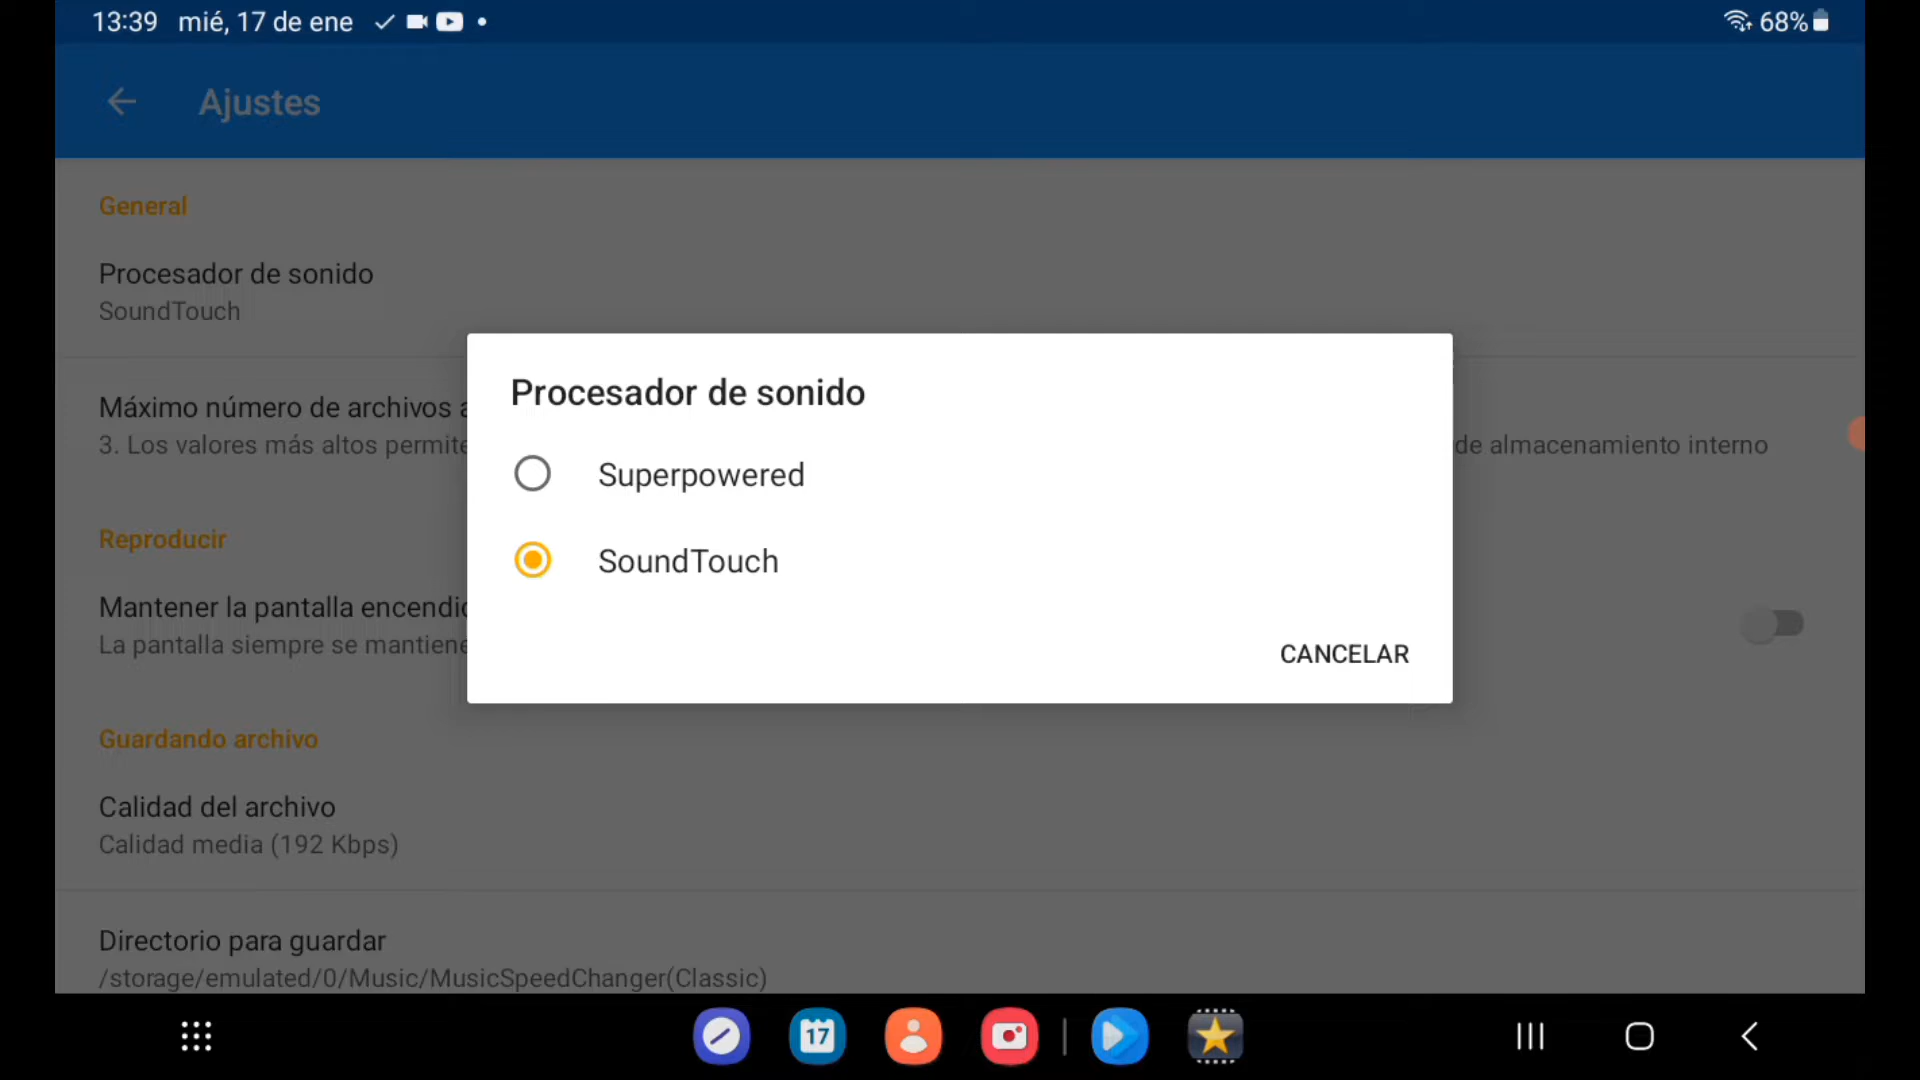 13:39 mié, 17 de ene
68%
Ajustes
General
Procesador de sonido
SoundTouch
Máximo número de archivos
3. Los valores más altos
de almacenamiento interno
Reproducir
Mantener la pantalla
La pantalla siempre se
Guardando archivo
Calidad del archivo
Calidad media (192 Kbps)
Directorio para guardar
/storage/emulated/0/Music/MusicSpeedChanger(Classic)
Procesador de sonido
Superpowered
SoundTouch
CANCELAR
17